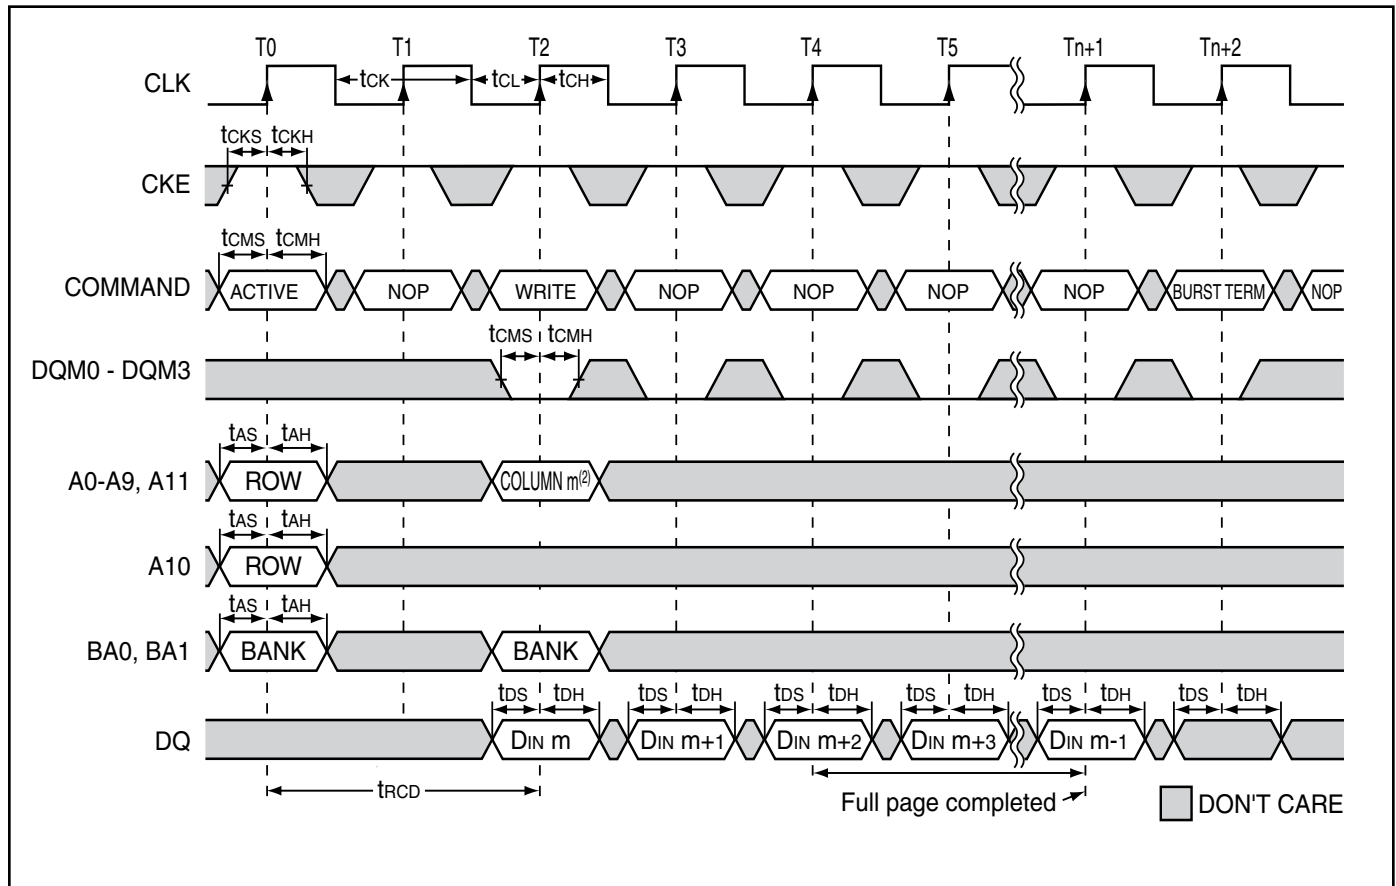 T0 T1 T2 T3 T4 T5 Tn+1 Tn+2
CLK tCK tCL tCH
tCKS tCKH
CKE
tCMS tCMH
COMMAND ACTIVE NOP WRITE NOP NOP NOP NOP BURST TERM NOP
tCMS tCMH
DQM0 - DQM3
tAS tAH
A0-A9, A11 ROW COLUMN m(2)
tAS tAH
A10 ROW
tAS tAH
BA0, BA1 BANK BANK
tDS tDH tDS tDH tDS tDH tDS tDH tDS tDH tDS tDH
DQ DIN m DIN m+1 DIN m+2 DIN m+3 DIN m-1
tRCD
Full page completed DON'T CARE